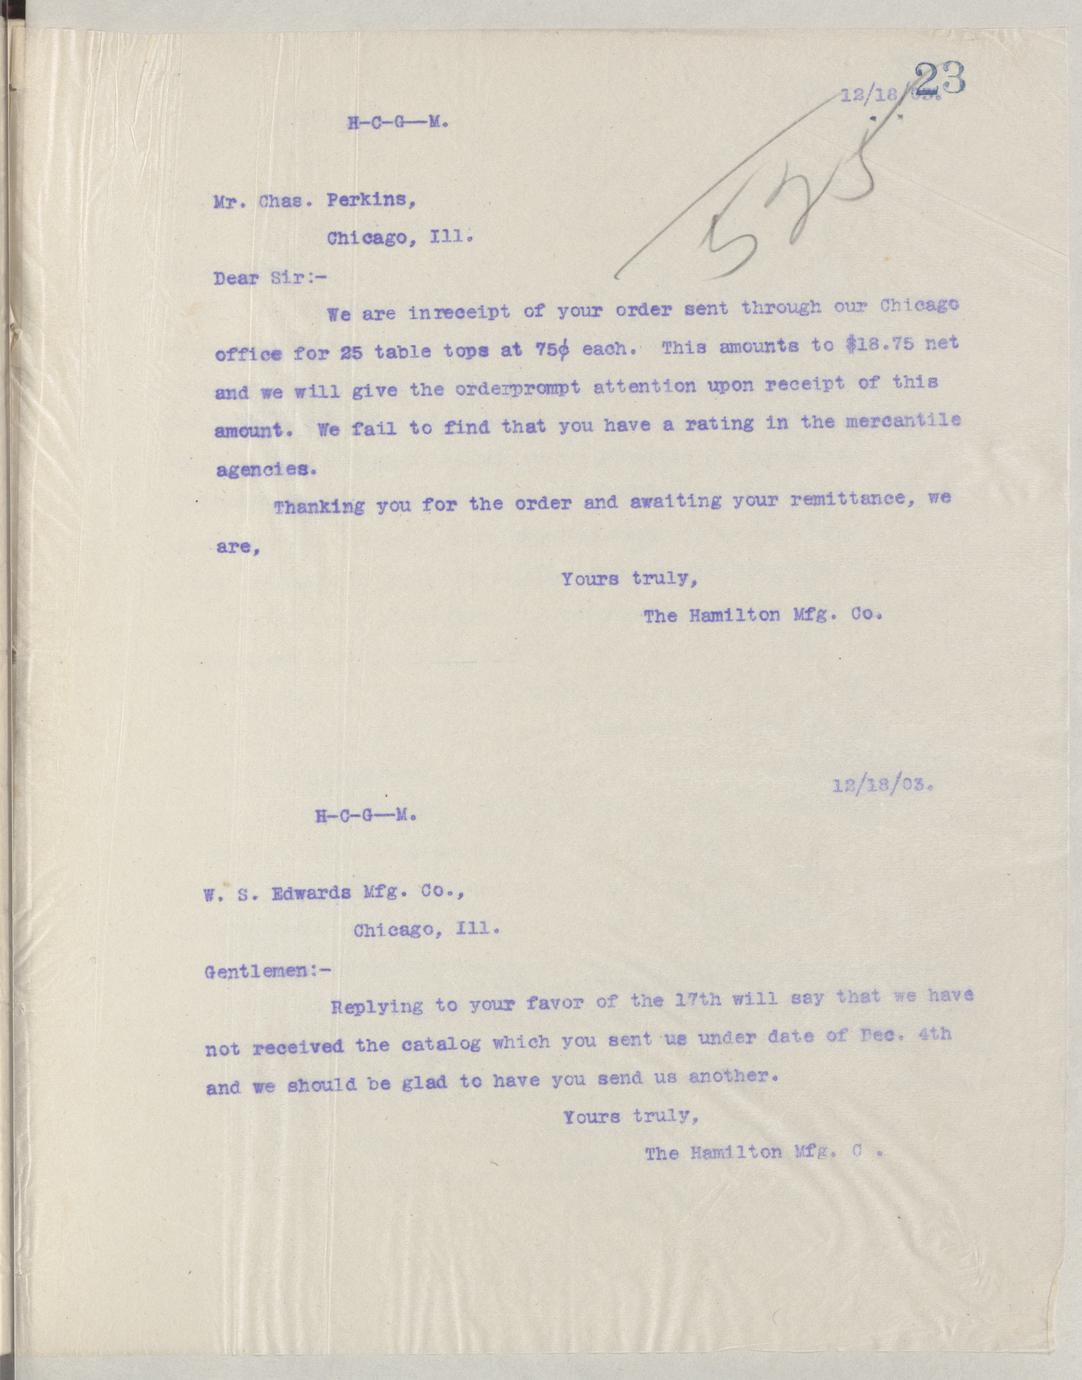 23
12/18/03.
H-C-G--M.
Mr. Chas. Perkins,
Chicago, Ill.
Dear Sir:-
We are inreceipt of your order sent through our Chicago
office for 25 table tops at 75¢ each. This amounts to $18.75 net
and we will give the orderprompt attention upon receipt of this
amount. We fail to find that you have a rating in the mercantile
agencies.
Thanking you for the order and awaiting your remittance, we
are,
Yours truly,
The Hamilton Mfg. Co.
12/18/03.
H-C-G--M.
W. S. Edwards Mfg. Co.,
Chicago, Ill.
Gentlemen:-
Replying to your favor of the 17th will say that we have
not received the catalog which you sent us under date of Dec. 4th
and we should be glad to have you send us another.
Yours truly,
The Hamilton Mfg. C .